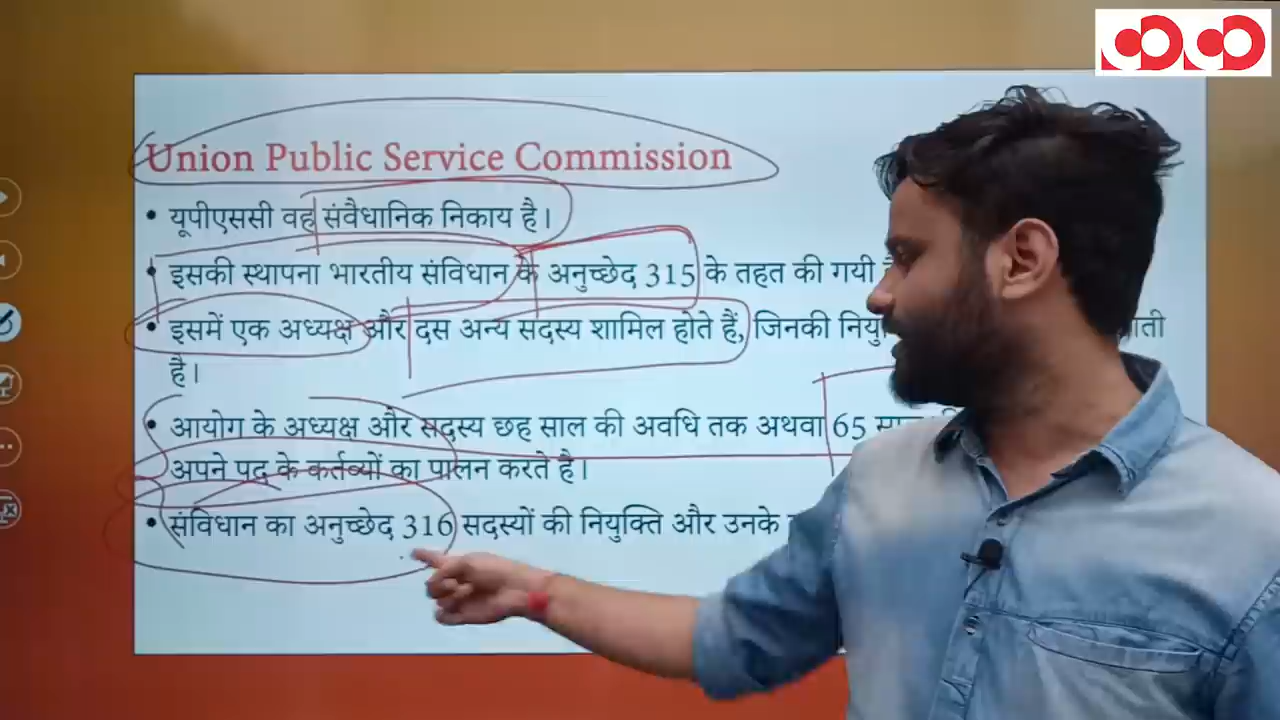 Union Public Service Commission
• यूपीएससी वह संवैधानिक निकाय है।
• इसकी स्थापना भारतीय संविधान के अनुच्छेद 315 के तहत की गयी
• इसमें एक अध्यक्ष और दस अन्य सदस्य शामिल होते हैं, जिनकी
है।
• आयोग के अध्यक्ष और सदस्य छह साल की अवधि तक अथवा 65
अपने पद के कर्तव्यों का पालन करते है।
• संविधान का अनुच्छेद 316 सदस्यों की नियुक्ति और उनके